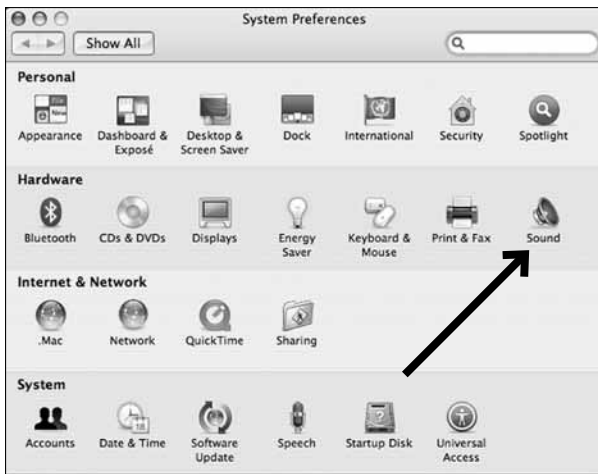 System Preferences
Show All
Personal
Appearance
Dashboard & Exposé
Desktop & Screen Saver
Dock
International
Security
Spotlight
Hardware
Bluetooth
CDs & DVDs
Displays
Energy Saver
Keyboard & Mouse
Print & Fax
Sound
Internet & Network
.Mac
Network
QuickTime
Sharing
System
Accounts
Date & Time
Software Update
Speech
Startup Disk
Universal Access